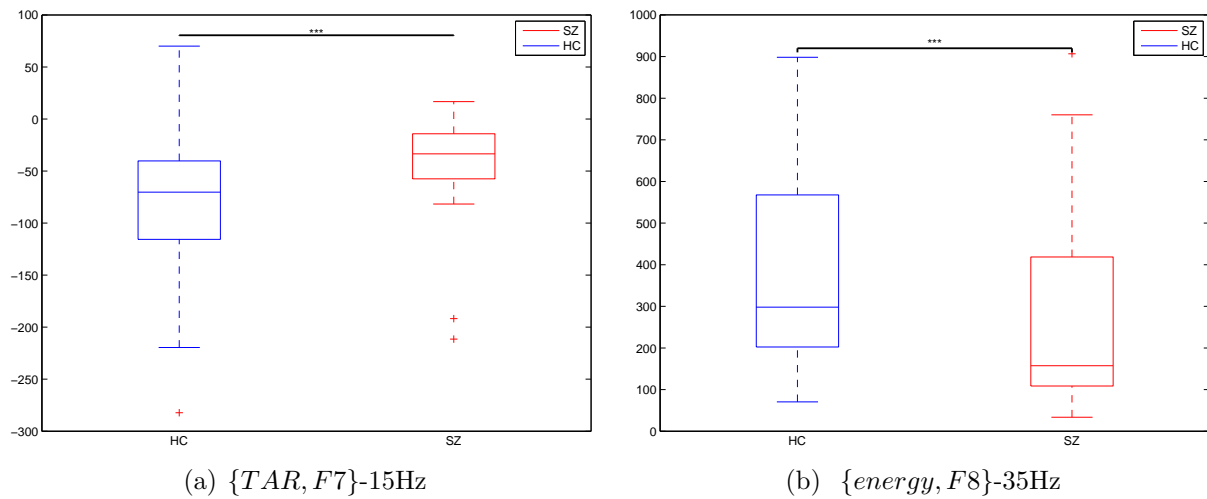 100
50
0
−50
−100
−150
−200
−250
−300
HC
SZ
***
SZ
HC
(a) {TAR, F7}-15Hz
1000
900
800
700
600
500
400
300
200
100
0
HC
SZ
***
SZ
HC
(b) {energy, F8}-35Hz